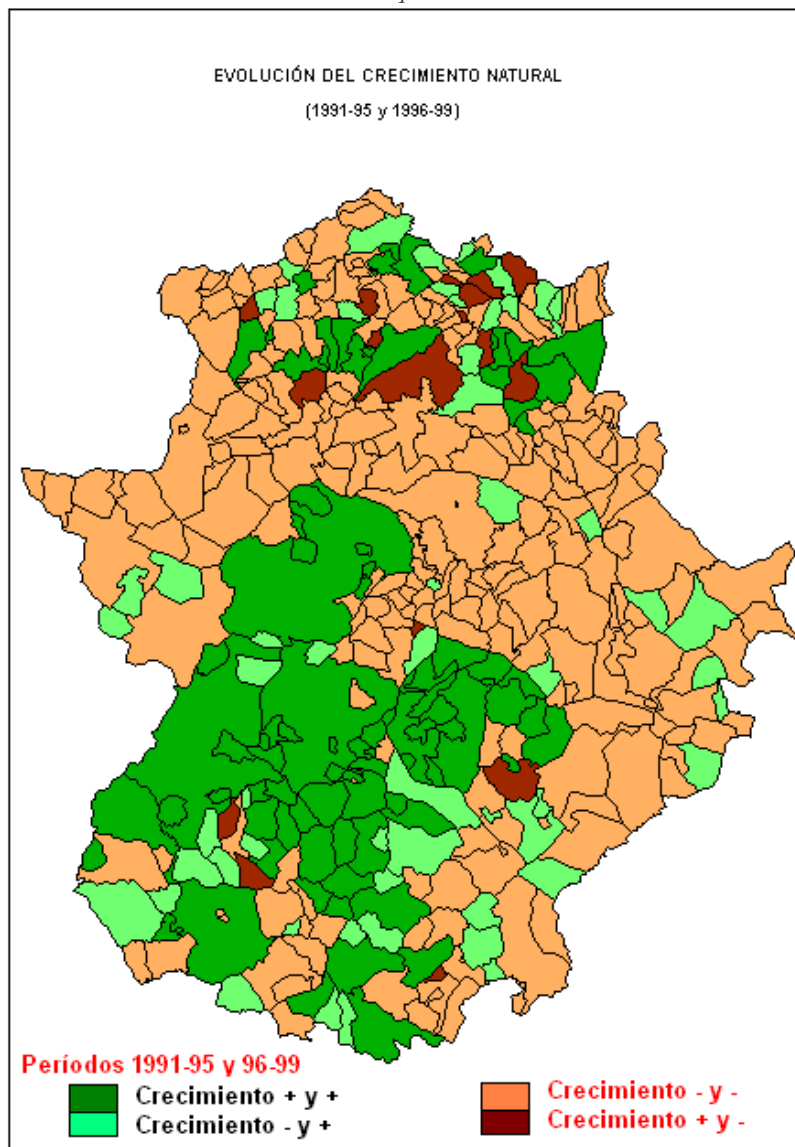 EVOLUCIÓN DEL CRECIMIENTO NATURAL
(1991-95 y 1996-99)
Períodos 1991-95 y 96-99
Crecimiento + y +
Crecimiento - y +
Crecimiento - y -
Crecimiento + y -